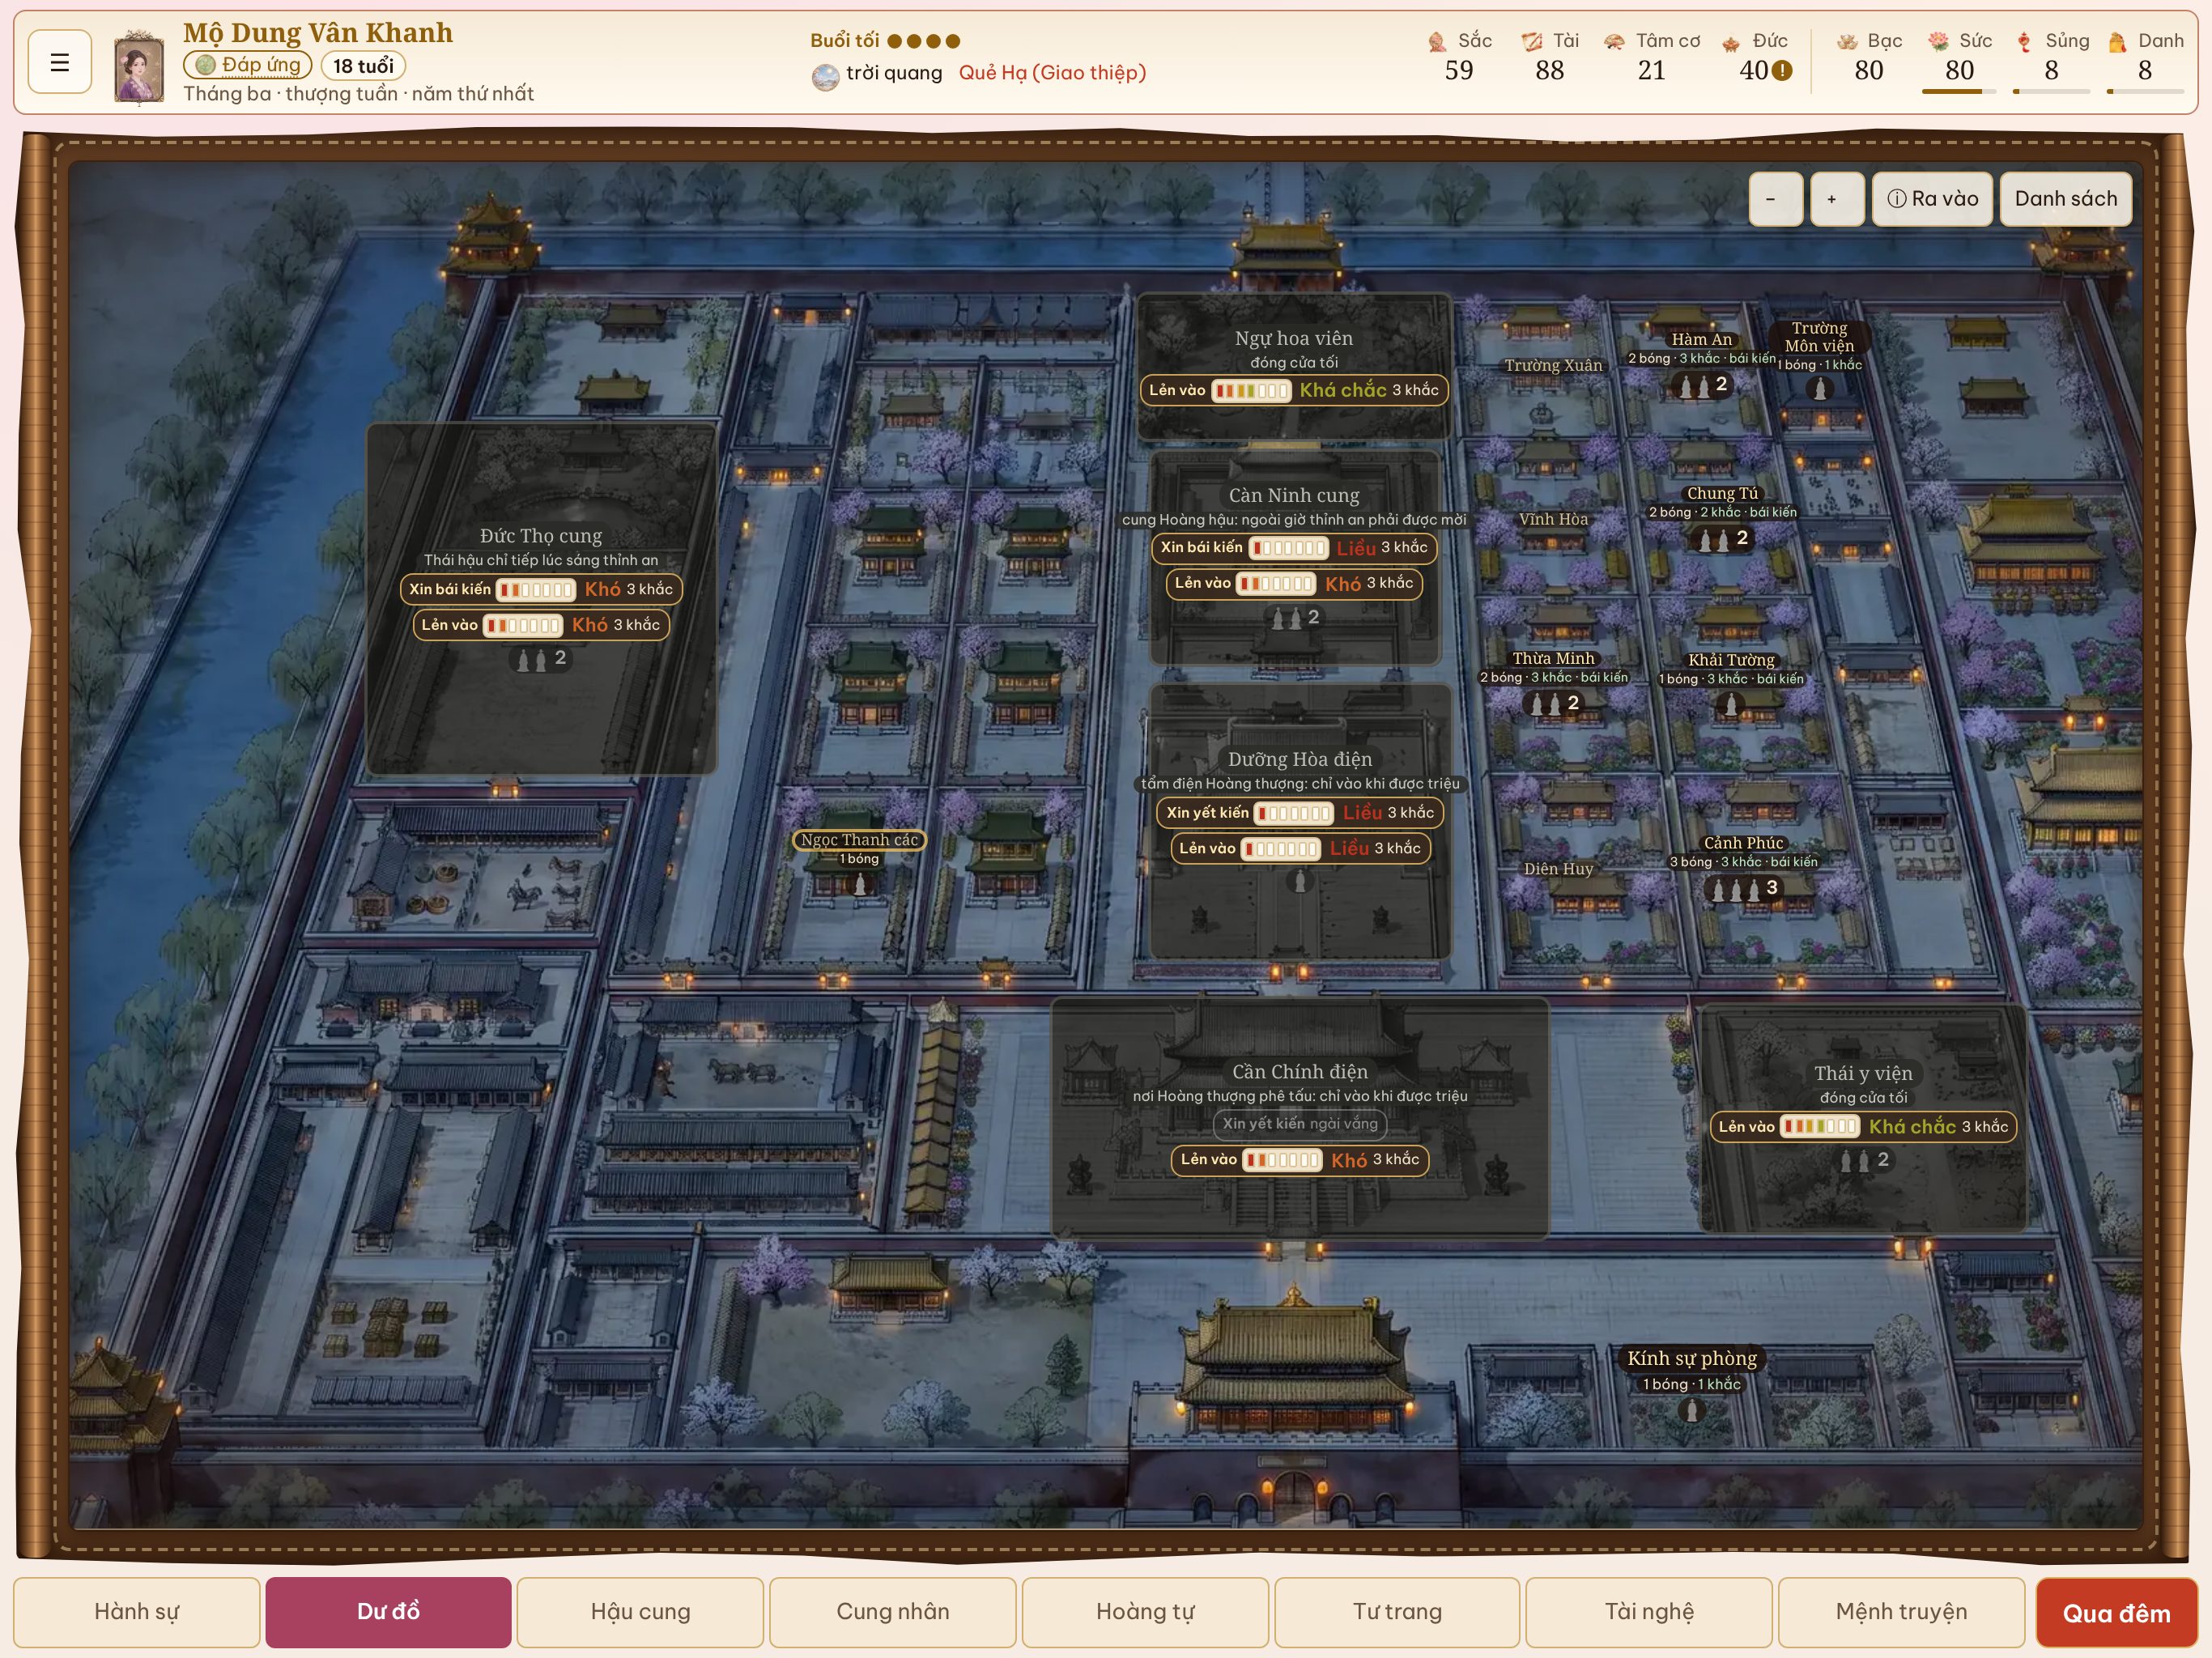 ☰
Mộ Dung Vân Khanh
Đáp ứng 18 tuổi
Tháng ba · thượng tuần · năm thứ nhất
Buổi tối
trời quang Quẻ Hạ (Giao thiệp)
Sắc Tài Tâm cơ Đức Bạc Sức Sủng Danh
59 88 21 40 ! 80 80 8 8
- + ⓘ Ra vào Danh sách
Ngự hoa viên
đóng cửa tối
Lẻn vào Khá chắc 3 khắc
Trường Xuân
Hàm An
2 bóng · 3 khắc · bái kiến
2
Trường
Môn viện
1 bóng · 1 khắc
Càn Ninh cung
cung Hoàng hậu: ngoài giờ thỉnh an phải được mời
Xin bái kiến Liều 3 khắc
Lẻn vào Khó 3 khắc
2
Vĩnh Hòa
Chung Tú
2 bóng · 2 khắc · bái kiến
2
Đức Thọ cung
Thái hậu chỉ tiếp lúc sáng thỉnh an
Xin bái kiến Khó 3 khắc
Lẻn vào Khó 3 khắc
2
Thừa Minh
2 bóng · 3 khắc · bái kiến
2
Khải Tường
1 bóng · 3 khắc · bái kiến
Dưỡng Hòa điện
tẩm điện Hoàng thượng: chỉ vào khi được triệu
Xin yết kiến Liều 3 khắc
Lẻn vào Liều 3 khắc
Ngọc Thanh các
1 bóng
Diên Huy
Cảnh Phúc
3 bóng · 3 khắc · bái kiến
3
Cần Chính điện
nơi Hoàng thượng phê tấu: chỉ vào khi được triệu
Xin yết kiến ngài vắng
Lẻn vào Khó 3 khắc
Thái y viện
đóng cửa tối
Lẻn vào Khá chắc 3 khắc
2
Kính sự phòng
1 bóng · 1 khắc
Hành sự Dư đồ Hậu cung Cung nhân Hoàng tự Tư trang Tài nghệ Mệnh truyện Qua đêm